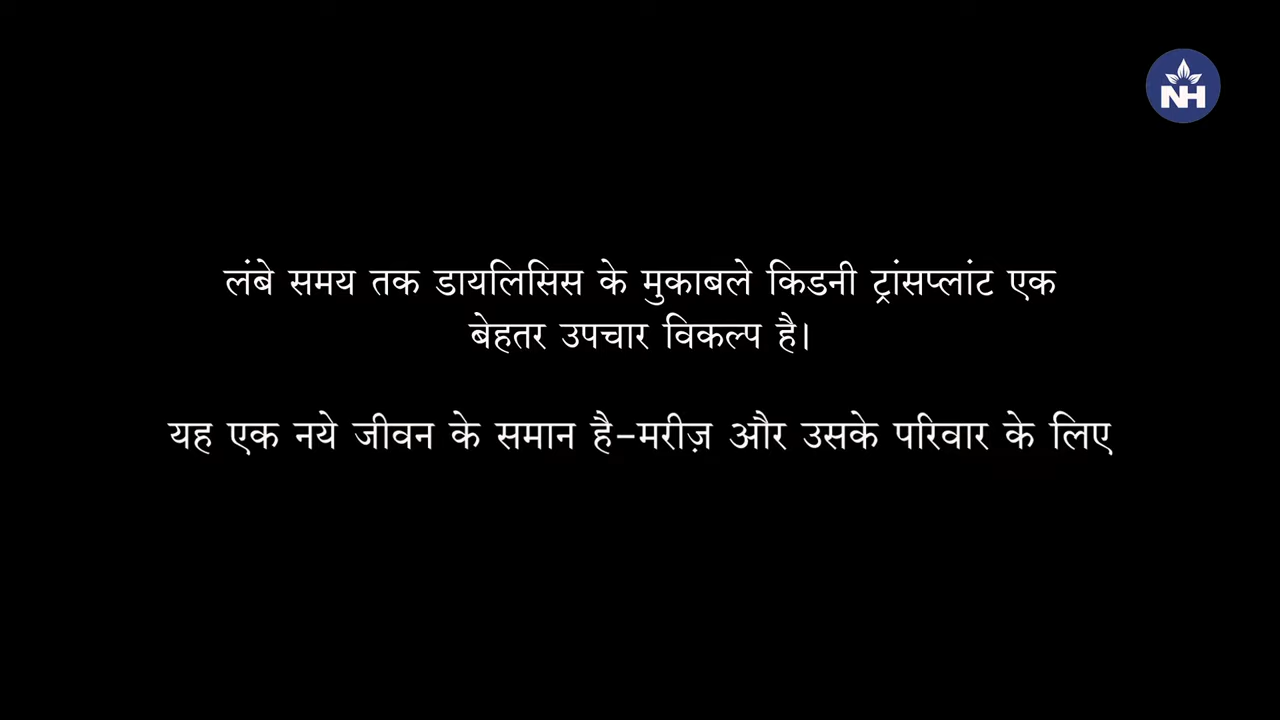 NH
लंबे समय तक डायलिसिस के मुकाबले किडनी ट्रांसप्लांट एक
बेहतर उपचार विकल्प है।
यह एक नये जीवन के समान है-मरीज़ और उसके परिवार के लिए